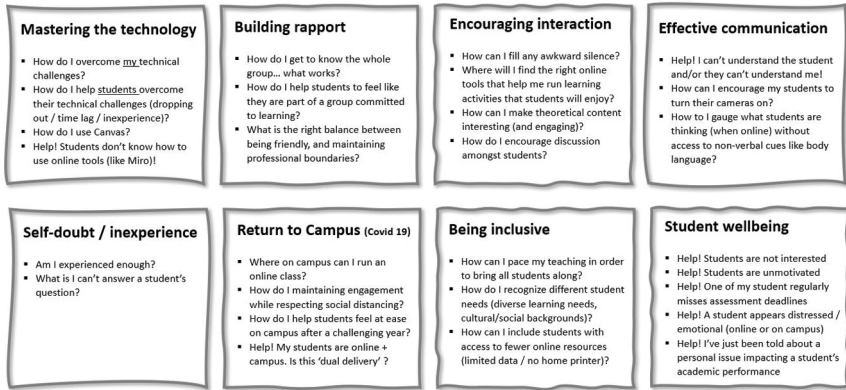 Mastering the technology
▪ How do I overcome my technical
challenges?
▪ How do I help students overcome
their technical challenges (dropping
out / time lag / inexperience)?
▪ How do I use Canvas?
▪ Help! Students don't know how to
use online tools (like Miro)!
Building rapport
▪ How do I get to know the whole
group... what works?
▪ How do I help students to feel like
they are part of a group committed
to learning?
▪ What is the right balance between
being friendly, and maintaining
professional boundaries?
Encouraging interaction
▪ How can I fill any awkward silence?
▪ Where will I find the right online
tools that help me run learning
activities that students will enjoy?
▪ How can I make theoretical content
interesting (and engaging)?
▪ How do I encourage discussion
amongst students?
Effective communication
▪ Help! I can't understand the student
and/or they can't understand me!
▪ How can I encourage my students to
turn their cameras on?
▪ How to I gauge what students are
thinking (when online) without
access to non-verbal cues like body
language?
Self-doubt / inexperience
▪ Am I experienced enough?
▪ What is I can't answer a student's
question?
Return to Campus (Covid 19)
▪ Where on campus can I run an
online class?
▪ How do I maintaining engagement
while respecting social distancing?
▪ How do I help students feel at ease
on campus after a challenging year?
▪ Help! My students are online +
campus. Is this 'dual delivery' ?
Being inclusive
▪ How can I pace my teaching in order
to bring all students along?
▪ How do I recognize different student
needs (diverse learning needs,
cultural/social backgrounds)?
▪ How can I include students with
access to fewer online resources
(limited data / no home printer)?
Student wellbeing
▪ Help! Students are not interested
▪ Help! Students are unmotivated
▪ Help! One of my student regularly
misses assessment deadlines
▪ Help! A student appears distressed /
emotional (online or on campus)
▪ Help! I've just been told about a
personal issue impacting a student's
academic performance